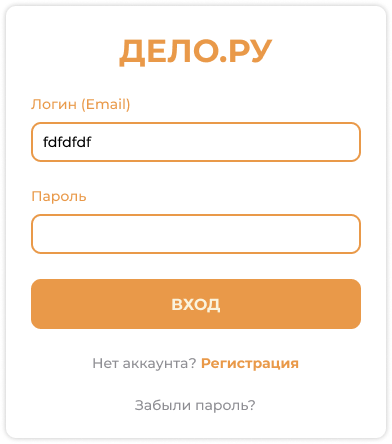 ДЕЛО.РУ
Логин (Email)
fdfdfdf
Пароль
ВХОД
Нет аккаунта? Регистрация
Забыли пароль?